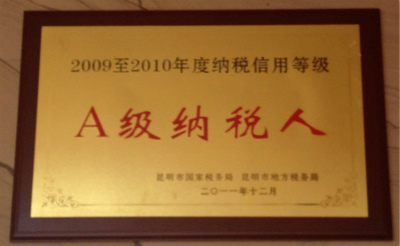 2009至2010年度纳税信用等级
A级纳税人
昆明市国家税务局 昆明市地方税务局
二〇一一年十二月